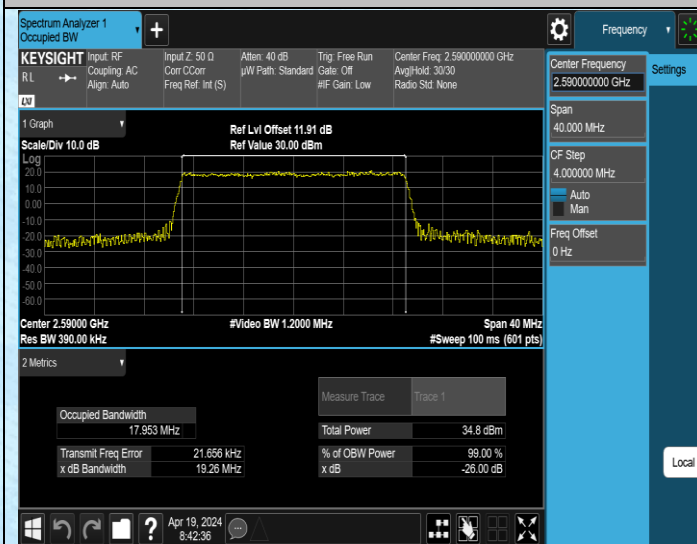 Spectrum Analyzer 1
Occupied BW
Frequency
KEYSIGHT
RL
LXI
Input: RF
Coupling: AC
Align: Auto
Input Z: 50 Ω
Corr CCorr
Freq Ref: Int (S)
Atten: 40 dB
µW Path: Standard
Trig: Free Run
Gate: Off
#IF Gain: Low
Center Freq: 2.590000000 GHz
Avg|Hold: 30/30
Radio Std: None
Center Frequency
2.590000000 GHz
Settings
Span
40.000 MHz
CF Step
4.000000 MHz
Auto
Man
Freq Offset
0 Hz
1 Graph
Scale/Div 10.0 dB
Ref Lvl Offset 11.91 dB
Ref Value 30.00 dBm
Log
20.0
10.0
0.00
-10.0
-20.0
-30.0
-40.0
-50.0
-60.0
Center 2.59000 GHz
Res BW 390.00 kHz
#Video BW 1.2000 MHz
Span 40 MHz
#Sweep 100 ms (601 pts)
2 Metrics
Measure Trace
Trace 1
Occupied Bandwidth
17.953 MHz
Total Power
34.8 dBm
Transmit Freq Error
21.656 kHz
% of OBW Power
99.00 %
x dB Bandwidth
19.26 MHz
x dB
-26.00 dB
Local
?
Apr 19, 2024
8:42:36